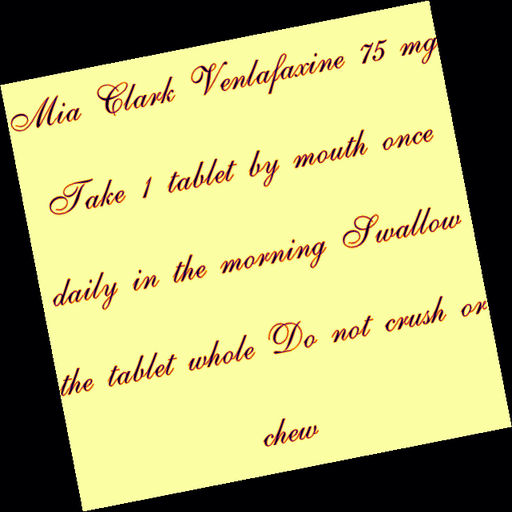 Mia Clark Venlafaxine 75 mg
Take 1 tablet by mouth once
daily in the morning Swallow
the tablet whole Do not crush or
chew